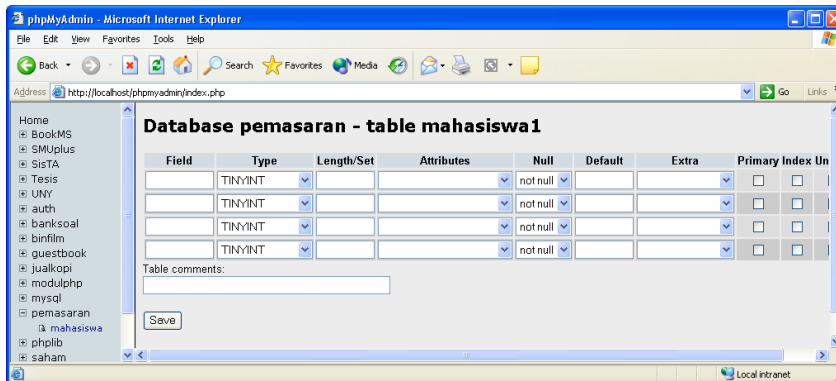 phpMyAdmin - Microsoft Internet Explorer
File Edit View Favorites Tools Help
Back Search Favorites Media
Address http://localhost/phpmyadmin/index.php Go Links
Home
BookMS
SMUplus
SisTA
Tesis
UNY
auth
banksoal
binfilm
guestbook
jualkopi
modulphp
mysql
pemasaran
mahasiswa
phplib
saham
Database pemasaran - table mahasiswa1
Field Type Length/Set Attributes Null Default Extra Primary Index Un
TINYINT not null
TINYINT not null
TINYINT not null
TINYINT not null
Table comments:
Save
Local intranet